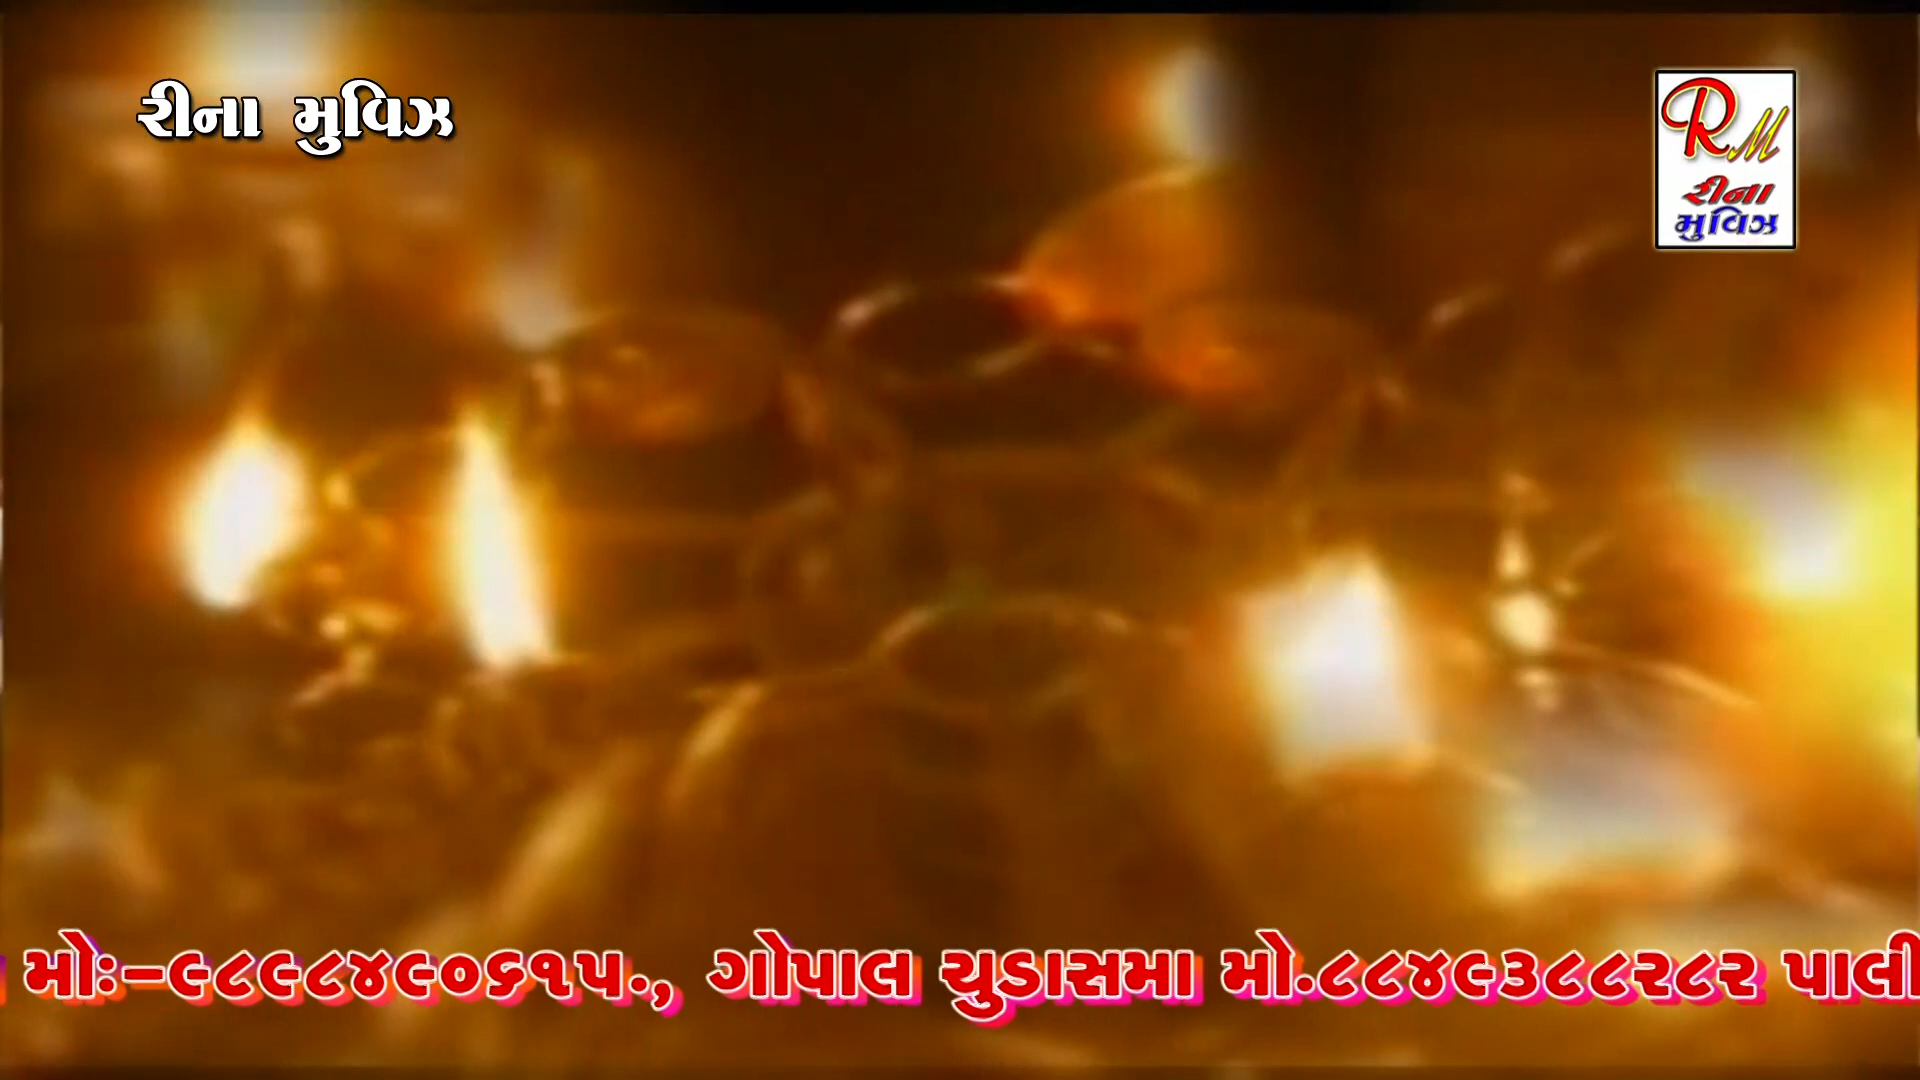 રીના મુવિઝ
RM
રીના
મુવિઝ
મોઃ-૯૮૯૮૪૯૦૬૧૫., ગોપાલ ચુડાસમા મો.૮૮૪૯૩૮૮૨૮૨ પાલી